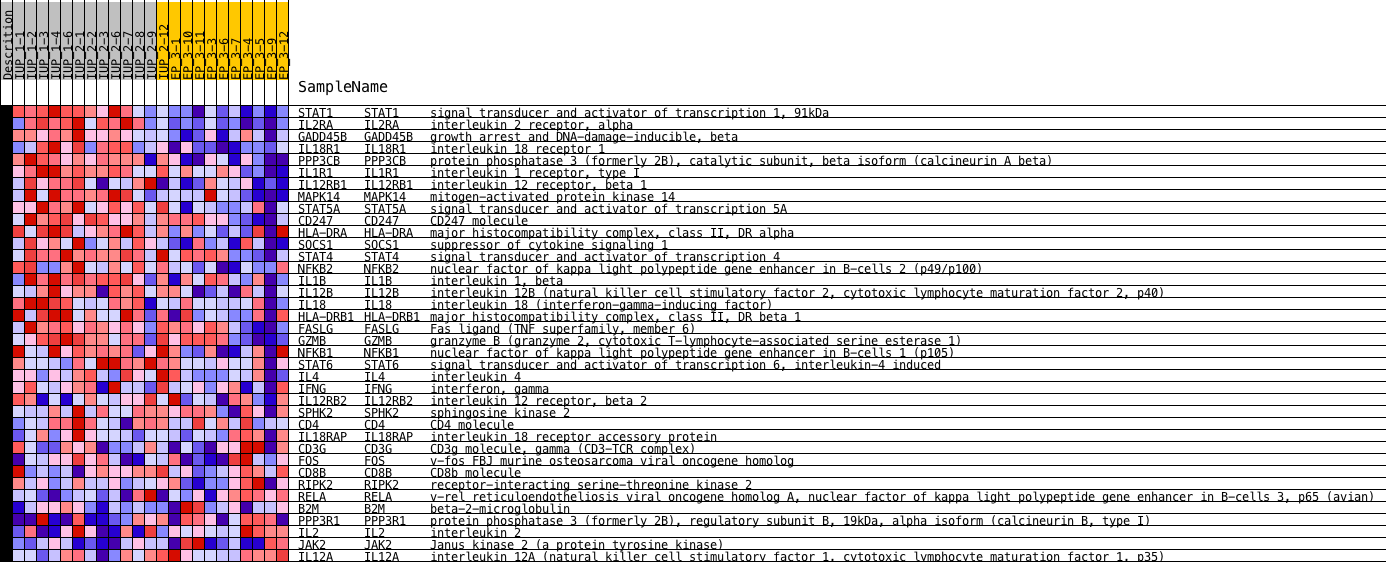 Descrition
IUP_1-1
IUP_1-2
IUP_1-3
IUP_1-4
IUP_1-6
IUP_2-1
IUP_2-2
IUP_2-3
IUP_2-6
IUP_2-7
IUP_2-8
IUP_2-9
IUP_2-12
EP_3-1
EP_3-10
EP_3-11
EP_3-3
EP_3-6
EP_3-7
EP_3-4
EP_3-5
EP_3-9
EP_3-12
SampleName
STAT1 STAT1 signal transducer and activator of transcription 1, 91kDa
IL2RA IL2RA interleukin 2 receptor, alpha
GADD45B GADD45B growth arrest and DNA-damage-inducible, beta
IL18R1 IL18R1 interleukin 18 receptor 1
PPP3CB PPP3CB protein phosphatase 3 (formerly 2B), catalytic subunit, beta isoform (calcineurin A beta)
IL1R1 IL1R1 interleukin 1 receptor, type I
IL12RB1 IL12RB1 interleukin 12 receptor, beta 1
MAPK14 MAPK14 mitogen-activated protein kinase 14
STAT5A STAT5A signal transducer and activator of transcription 5A
CD247 CD247 CD247 molecule
HLA-DRA HLA-DRA major histocompatibility complex, class II, DR alpha
SOCS1 SOCS1 suppressor of cytokine signaling 1
STAT4 STAT4 signal transducer and activator of transcription 4
NFKB2 NFKB2 nuclear factor of kappa light polypeptide gene enhancer in B-cells 2 (p49/p100)
IL1B IL1B interleukin 1, beta
IL12B IL12B interleukin 12B (natural killer cell stimulatory factor 2, cytotoxic lymphocyte maturation factor 2, p40)
IL18 IL18 interleukin 18 (interferon-gamma-inducing factor)
HLA-DRB1 HLA-DRB1 major histocompatibility complex, class II, DR beta 1
FASLG FASLG Fas ligand (TNF superfamily, member 6)
GZMB GZMB granzyme B (granzyme 2, cytotoxic T-lymphocyte-associated serine esterase 1)
NFKB1 NFKB1 nuclear factor of kappa light polypeptide gene enhancer in B-cells 1 (p105)
STAT6 STAT6 signal transducer and activator of transcription 6, interleukin-4 induced
IL4 IL4 interleukin 4
IFNG IFNG interferon, gamma
IL12RB2 IL12RB2 interleukin 12 receptor, beta 2
SPHK2 SPHK2 sphingosine kinase 2
CD4 CD4 CD4 molecule
IL18RAP IL18RAP interleukin 18 receptor accessory protein
CD3G CD3G CD3g molecule, gamma (CD3-TCR complex)
FOS FOS v-fos FBJ murine osteosarcoma viral oncogene homolog
CD8B CD8B CD8b molecule
RIPK2 RIPK2 receptor-interacting serine-threonine kinase 2
RELA RELA v-rel reticuloendotheliosis viral oncogene homolog A, nuclear factor of kappa light polypeptide gene enhancer in B-cells 3, p65 (avian)
B2M B2M beta-2-microglobulin
PPP3R1 PPP3R1 protein phosphatase 3 (formerly 2B), regulatory subunit B, 19kDa, alpha isoform (calcineurin B, type I)
IL2 IL2 interleukin 2
JAK2 JAK2 Janus kinase 2 (a protein tyrosine kinase)
IL12A IL12A interleukin 12A (natural killer cell stimulatory factor 1, cytotoxic lymphocyte maturation factor 1, p35)